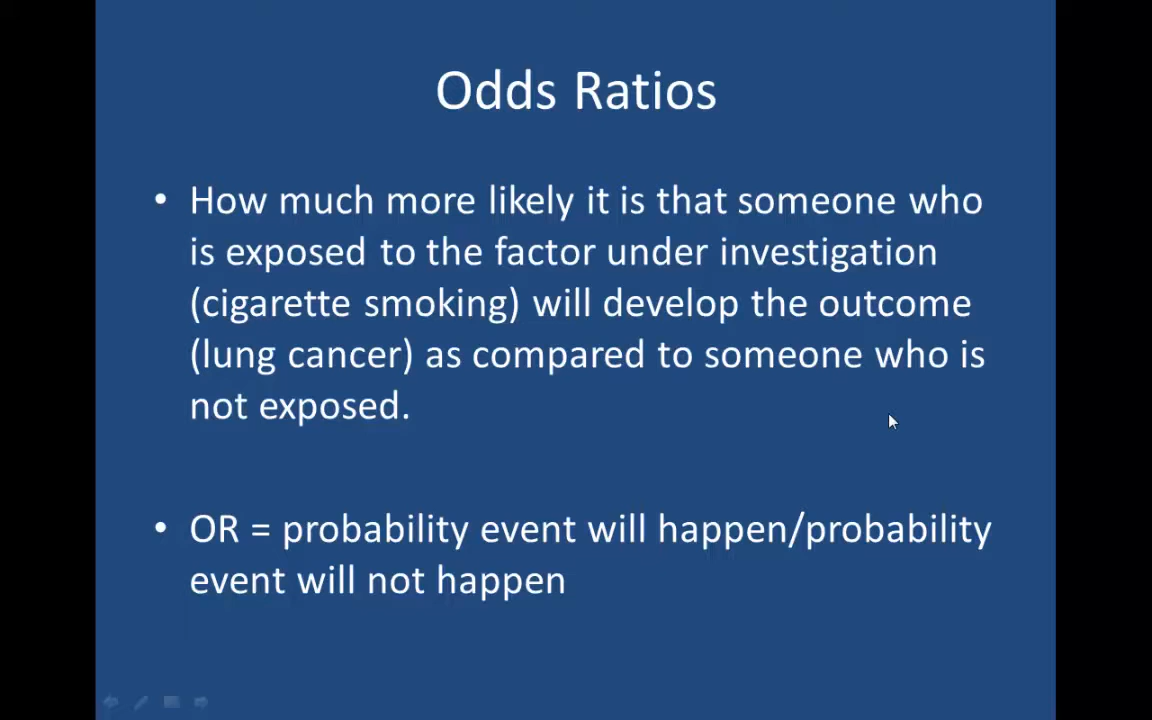 Odds Ratios
• How much more likely it is that someone who
is exposed to the factor under investigation
(cigarette smoking) will develop the outcome
(lung cancer) as compared to someone who is
not exposed.
• OR = probability event will happen/probability
event will not happen